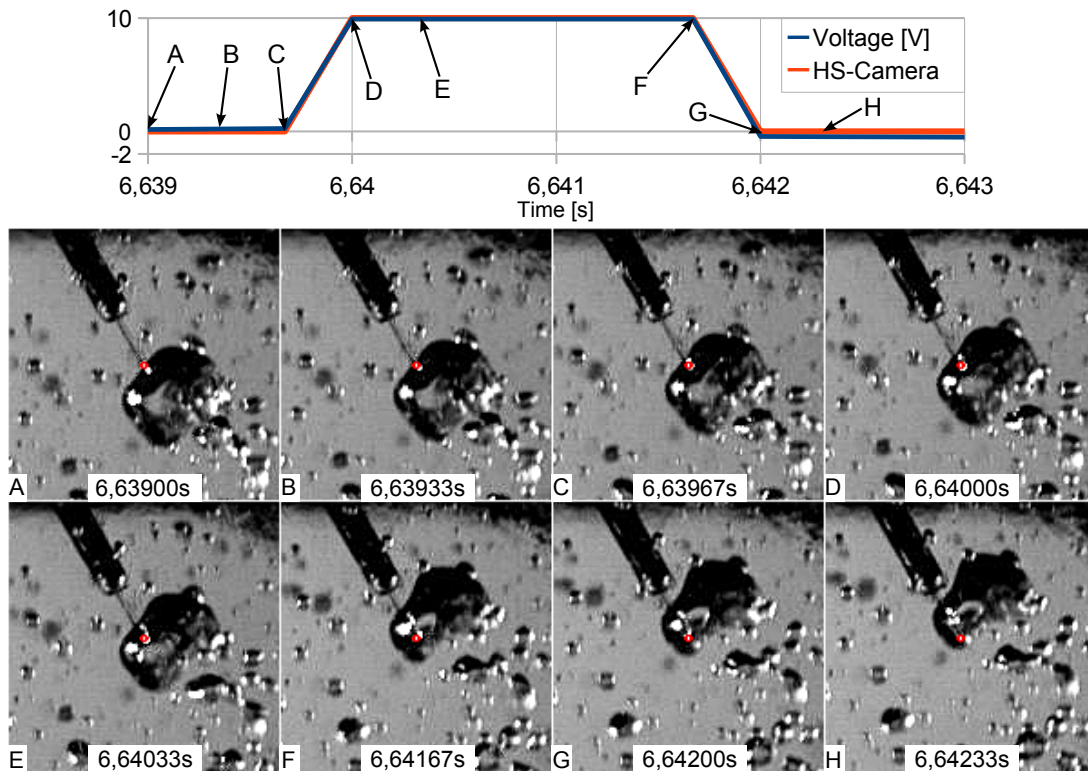 10
Voltage [V]
HS-Camera
A B C
D E F
G H
0
-2
6,639 6,64 6,641 6,642 6,643
Time [s]
A 6,63900s B 6,63933s C 6,63967s D 6,64000s
E 6,64033s F 6,64167s G 6,64200s H 6,64233s